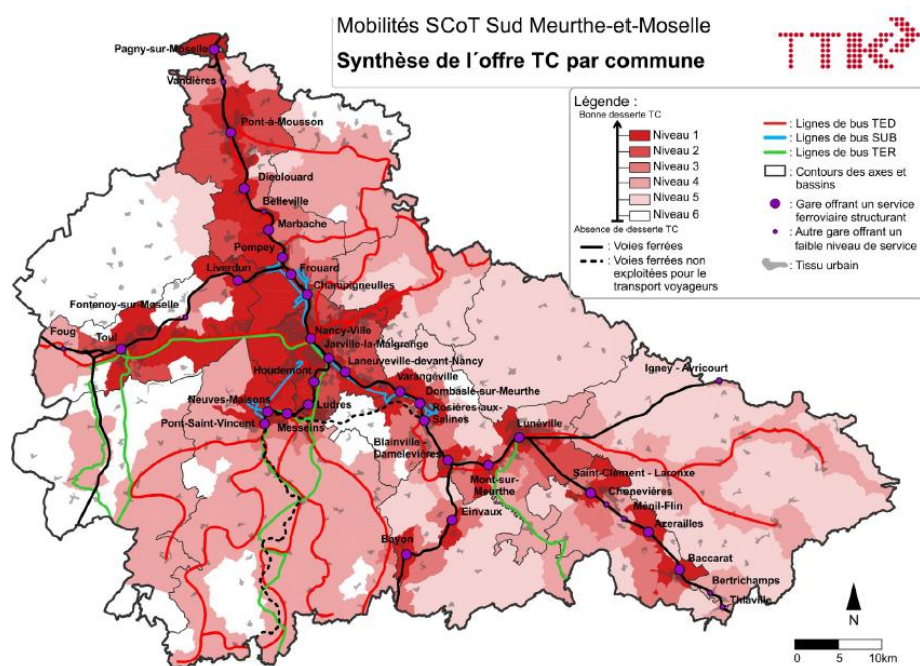 Mobilités SCoT Sud Meurthe-et-Moselle
Synthèse de l´offre TC par commune
TTK
Légende :
Bonne desserte TC
Niveau 1
Niveau 2
Niveau 3
Niveau 4
Niveau 5
Niveau 6
Absence de desserte TC
: Voies ferrées
: Voies ferrées non
exploitées pour le
transport voyageurs
: Lignes de bus TED
: Lignes de bus SUB
: Lignes de bus TER
: Contours des axes et
bassins
: Gare offrant un service
ferroviaire structurant
: Autre gare offrant un
faible niveau de service
: Tissu urbain
Pagny-sur-Moselle
Vandières
Pont-à-Mousson
Dieulouard
Belleville
Marbache
Pompey
Liverdun
Frouard
Champigneulles
Fontenoy-sur-Moselle
Foug
Toul
Nancy-Ville
Jarville-la-Malgrange
Laneuveville-devant-Nancy
Houdemont
Varangéville
Dombasle-sur-Meurthe
Igney - Avricourt
Neuves-Maisons
Ludres
Rosières-aux-
Salines
Pont-Saint-Vincent
Messeins
Lunéville
Blainville -
Damelevières
Mont-sur-
Meurthe
Saint-Clément - Laronxe
Chenevières
Ménil-Flin
Einvaux
Azerailles
Bayon
Baccarat
Bertrichamps
Thiaville
N
0 5 10km